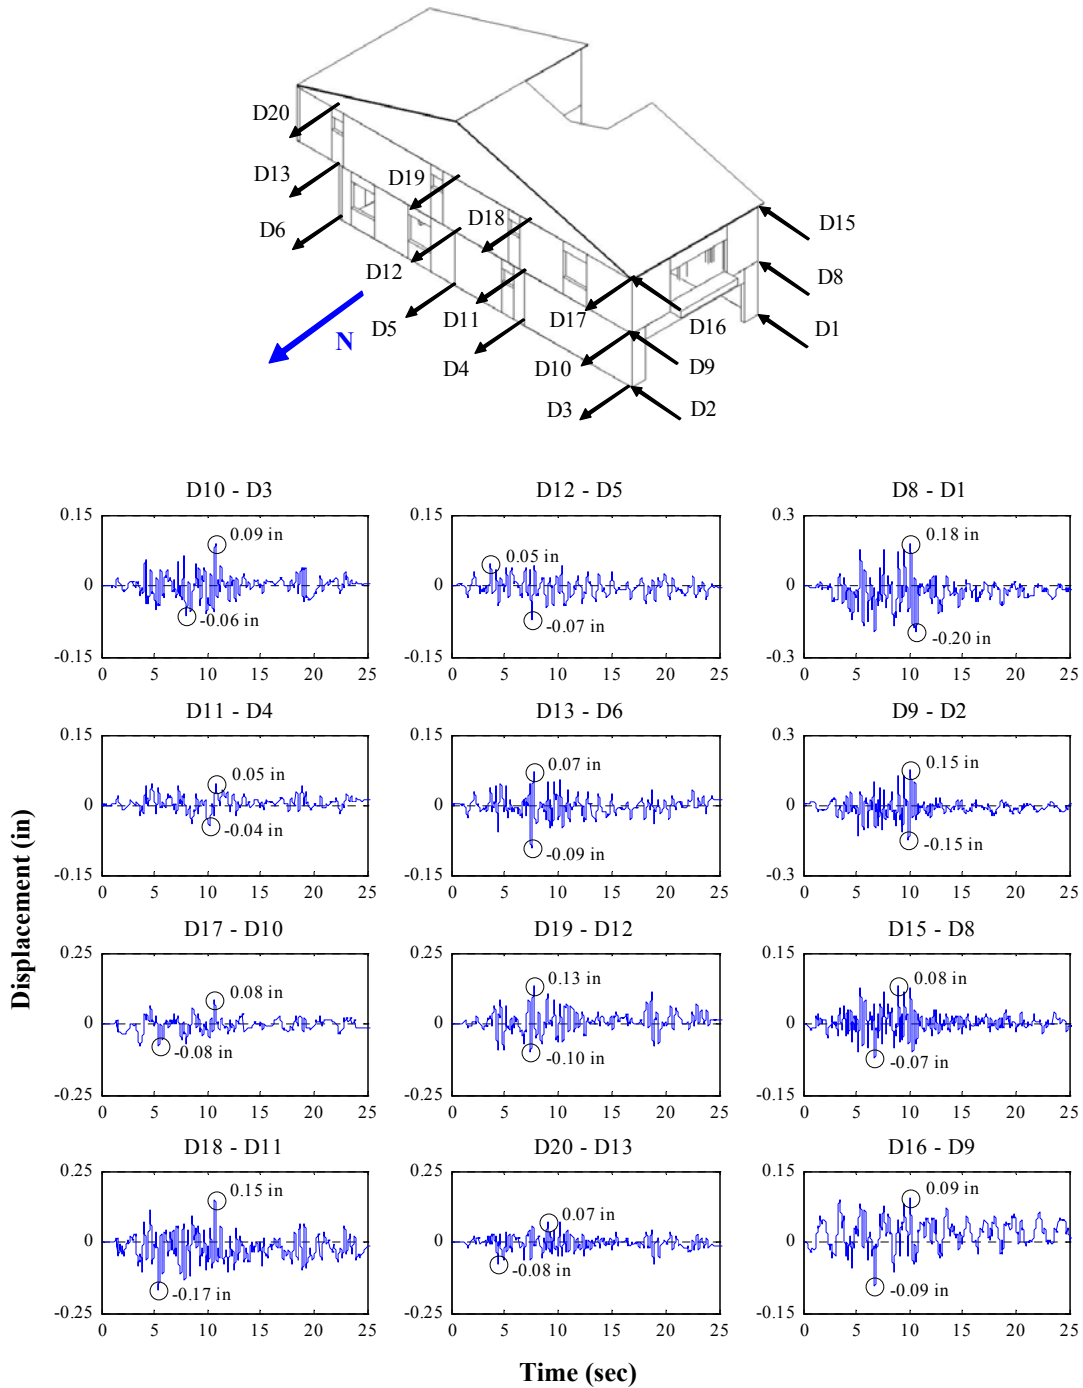 D20
D13
D19
D6
D18
D15
D12
D8
D5
D11
D17
D16
D1
N
D4
D10
D9
D3
D2
Displacement (in)
D10 - D3
0.15
0
-0.15
0.09 in
-0.06 in
0 5 10 15 20 25
D12 - D5
0.15
0
-0.15
0.05 in
-0.07 in
0 5 10 15 20 25
D8 - D1
0.3
0
-0.3
0.18 in
-0.20 in
0 5 10 15 20 25
D11 - D4
0.15
0
-0.15
0.05 in
-0.04 in
0 5 10 15 20 25
D13 - D6
0.15
0
-0.15
0.07 in
-0.09 in
0 5 10 15 20 25
D9 - D2
0.3
0
-0.3
0.15 in
-0.15 in
0 5 10 15 20 25
D17 - D10
0.25
0
-0.25
0.08 in
-0.08 in
0 5 10 15 20 25
D19 - D12
0.25
0
-0.25
0.13 in
-0.10 in
0 5 10 15 20 25
D15 - D8
0.15
0
-0.15
0.08 in
-0.07 in
0 5 10 15 20 25
D18 - D11
0.25
0
-0.25
0.15 in
-0.17 in
0 5 10 15 20 25
D20 - D13
0.25
0
-0.25
0.07 in
-0.08 in
0 5 10 15 20 25
D16 - D9
0.15
0
-0.15
0.09 in
-0.09 in
0 5 10 15 20 25
Time (sec)